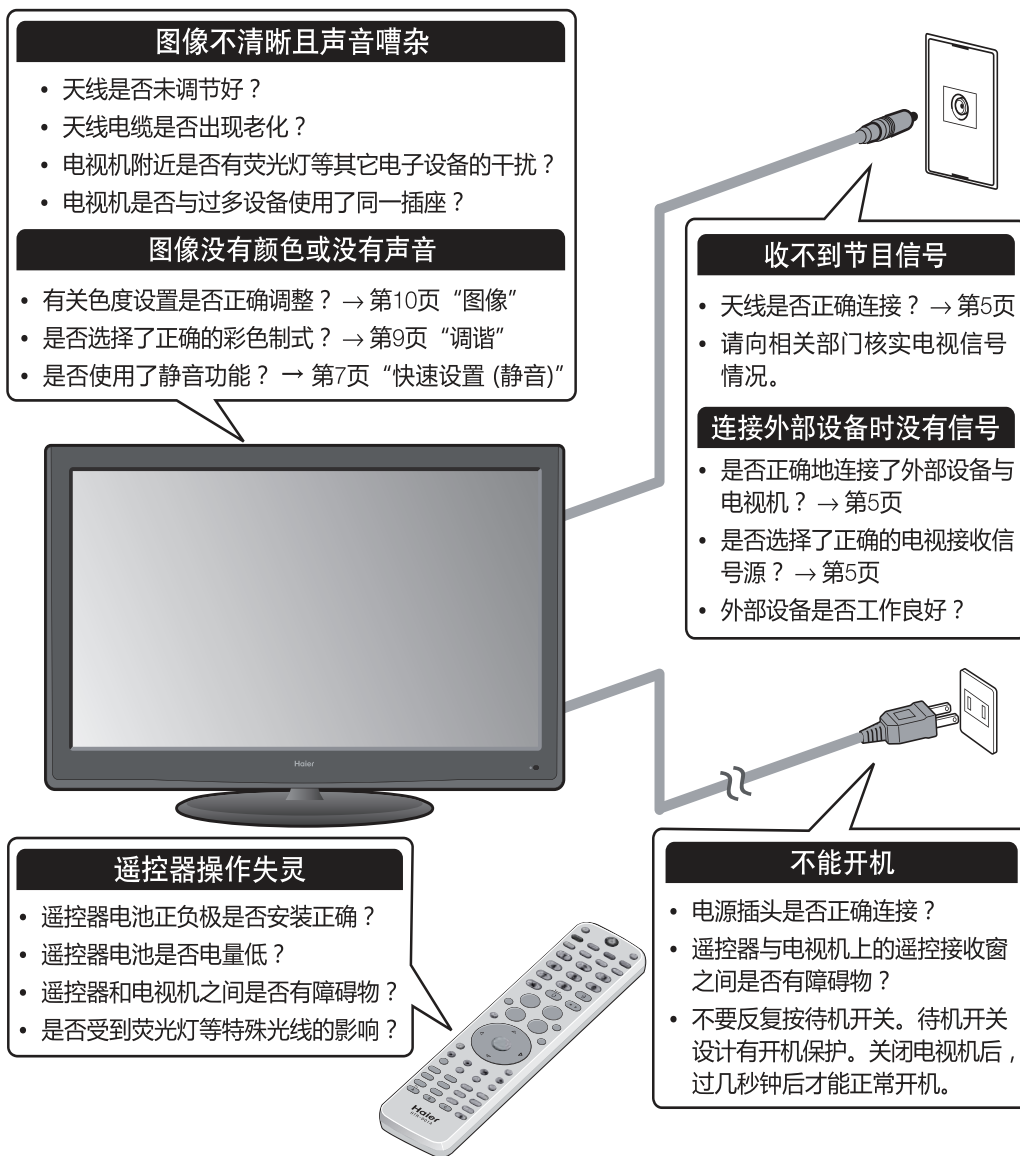 图像不清晰且声音嘈杂
• 天线是否未调节好？
• 天线电缆是否出现老化？
• 电视机附近是否有荧光灯等其它电子设备的干扰？
• 电视机是否与过多设备使用了同一插座？
图像没有颜色或没有声音
• 有关色度设置是否正确调整？ → 第10页“图像”
• 是否选择了正确的彩色制式？ → 第9页“调谐”
• 是否使用了静音功能？ → 第7页“快速设置 (静音)”
收不到节目信号
• 天线是否正确连接？ → 第5页
• 请向相关部门核实电视信号
情况。
连接外部设备时没有信号
• 是否正确地连接了外部设备与
电视机？ → 第5页
• 是否选择了正确的电视接收信
号源？ → 第5页
• 外部设备是否工作良好？
Haier
遥控器操作失灵
• 遥控器电池正负极是否安装正确？
• 遥控器电池是否电量低？
• 遥控器和电视机之间是否有障碍物？
• 是否受到荧光灯等特殊光线的影响？
Haier
不能开机
• 电源插头是否正确连接？
• 遥控器与电视机上的遥控接收窗
之间是否有障碍物？
• 不要反复按待机开关。待机开关
设计有开机保护。关闭电视机后，
过几秒钟后才能正常开机。